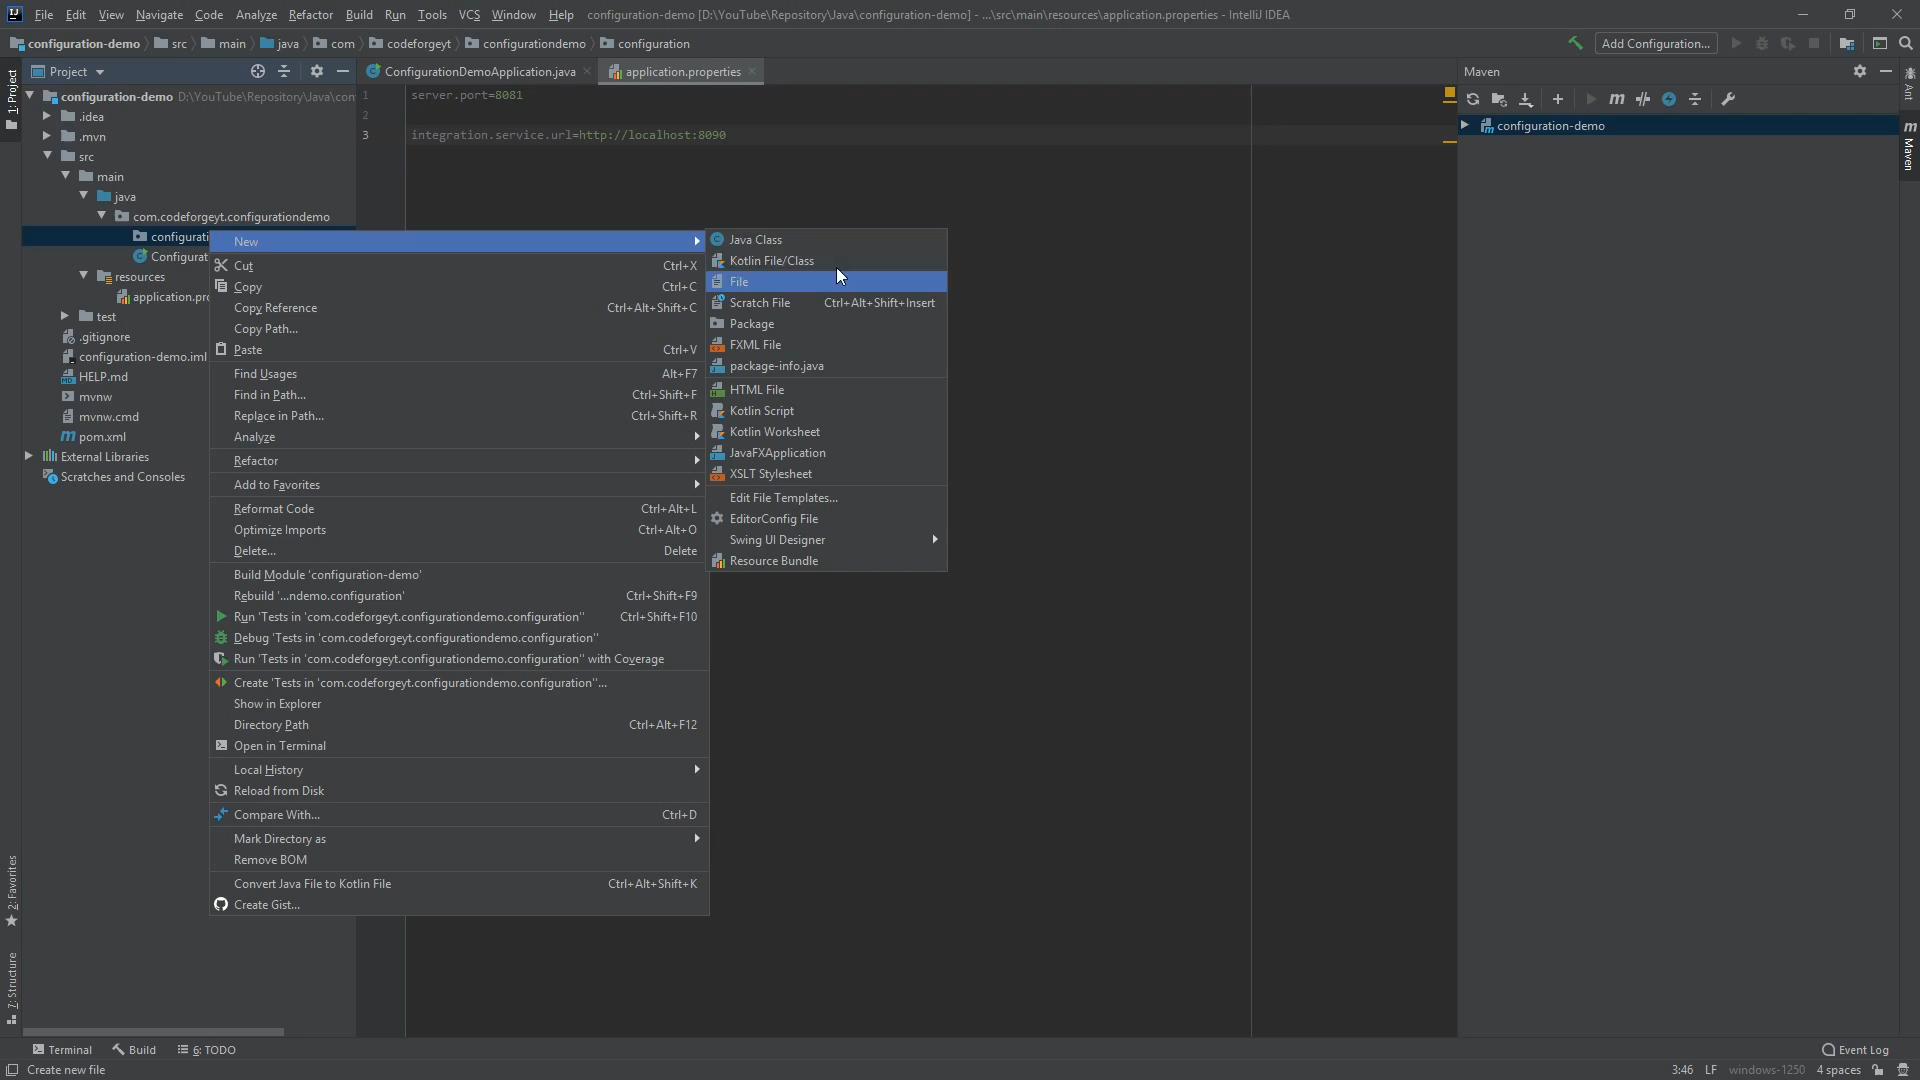 File Edit View Navigate Code Analyze Refactor Build Run Tools VCS Window Help configuration-demo [D:\YouTube\Repository\Java\configuration-demo] - ...\src\main\resources\application.properties - IntelliJ IDEA
configuration-demo src main java com codeforgeyt configurationdemo configuration Add Configuration...
Project ConfigurationDemoApplication.java application.properties Maven
1: Project
configuration-demo D:\YouTube\Repository\Java\con
.idea
.mvn
src
main
java
com.codeforgeyt.configurationdemo
configurati
Configurat
resources
application.pro
test
.gitignore
configuration-demo.iml
HELP.md
mvnw
mvnw.cmd
pom.xml
External Libraries
Scratches and Consoles
1 server.port=8081
2
3 integration.service.url=http://localhost:8090
configuration-demo
Ant
Maven
New
Cut Ctrl+X
Copy Ctrl+C
Copy Reference Ctrl+Alt+Shift+C
Copy Path...
Paste Ctrl+V
Find Usages Alt+F7
Find in Path... Ctrl+Shift+F
Replace in Path... Ctrl+Shift+R
Analyze
Refactor
Add to Favorites
Reformat Code Ctrl+Alt+L
Optimize Imports Ctrl+Alt+O
Delete... Delete
Build Module 'configuration-demo'
Rebuild '...ndemo.configuration' Ctrl+Shift+F9
Run 'Tests in 'com.codeforgeyt.configurationdemo.configuration'' Ctrl+Shift+F10
Debug 'Tests in 'com.codeforgeyt.configurationdemo.configuration''
Run 'Tests in 'com.codeforgeyt.configurationdemo.configuration'' with Coverage
Create 'Tests in 'com.codeforgeyt.configurationdemo.configuration''...
Show in Explorer
Directory Path Ctrl+Alt+F12
Open in Terminal
Local History
Reload from Disk
Compare With... Ctrl+D
Mark Directory as
Remove BOM
Convert Java File to Kotlin File Ctrl+Alt+Shift+K
Create Gist...
Java Class
Kotlin File/Class
File
Scratch File Ctrl+Alt+Shift+Insert
Package
FXML File
package-info.java
HTML File
Kotlin Script
Kotlin Worksheet
JavaFXApplication
XSLT Stylesheet
Edit File Templates...
EditorConfig File
Swing UI Designer
Resource Bundle
2: Favorites
7: Structure
Terminal Build 6: TODO Event Log
Create new file 3:46 LF windows-1250 4 spaces